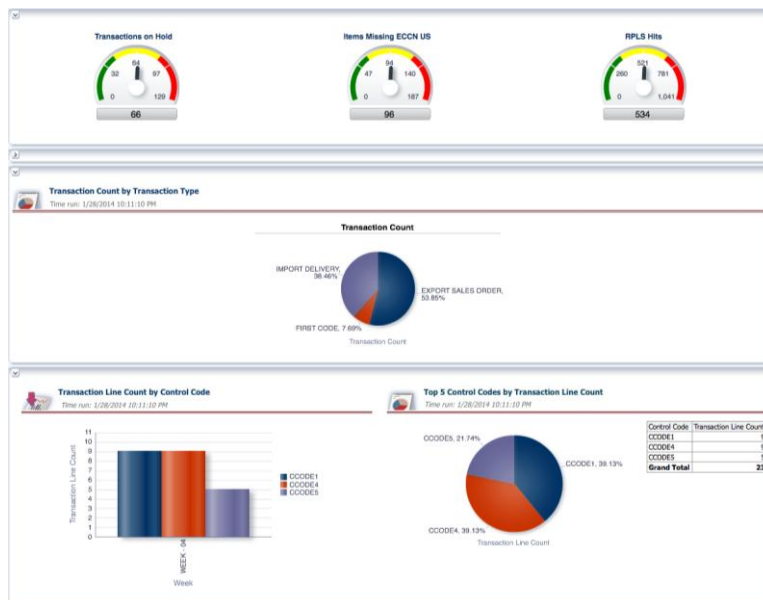 Transactions on Hold
32
64
97
0
129
66
Items Missing ECCN US
47
94
140
0
187
96
RPLS Hits
260
521
781
0
1,041
534
Transaction Count by Transaction Type
Time run: 1/28/2014 10:11:10 PM
Transaction Count
IMPORT DELIVERY,
38.46%
EXPORT SALES ORDER,
53.85%
FIRST CODE, 7.69%
Transaction Count
Transaction Line Count by Control Code
Time run: 1/28/2014 10:11:10 PM
Transaction Line Count
11
10
9
8
7
6
5
4
3
2
1
0
WEEK - 04
Week
CCODE1
CCODE4
CCODE5
Top 5 Control Codes by Transaction Line Count
Time run: 1/28/2014 10:11:10 PM
CCODE5, 21.74%
CCODE1, 39.13%
CCODE4, 39.13%
Transaction Line Count
Control Code Transaction Line Count
CCODE1
CCODE4
CCODE5
Grand Total 23